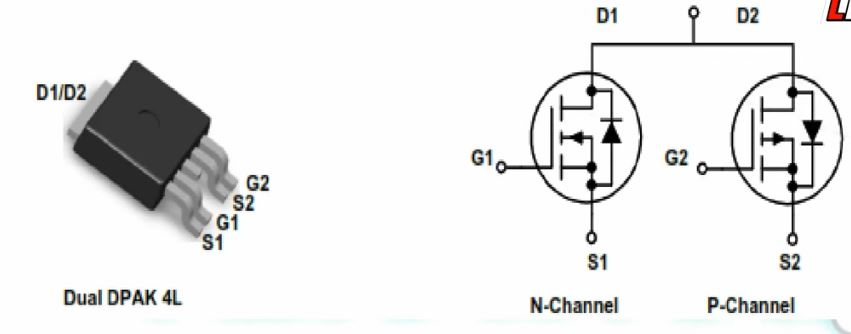 D1/D2
G2
S2
G1
S1
Dual DPAK 4L
D1
D2
G1
G2
S1
S2
N-Channel
P-Channel